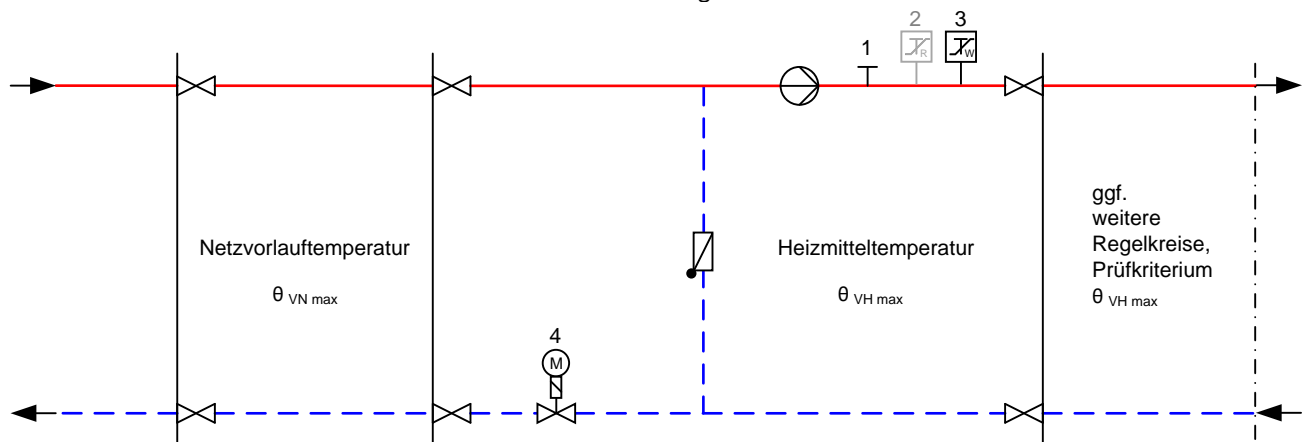 1
2
3
R
W
Netzvorlauftemperatur
θ VN max
Heizmitteltemperatur
θ VH max
ggf.
weitere
Regelkreise,
Prüfkriterium
θ VH max
4
M